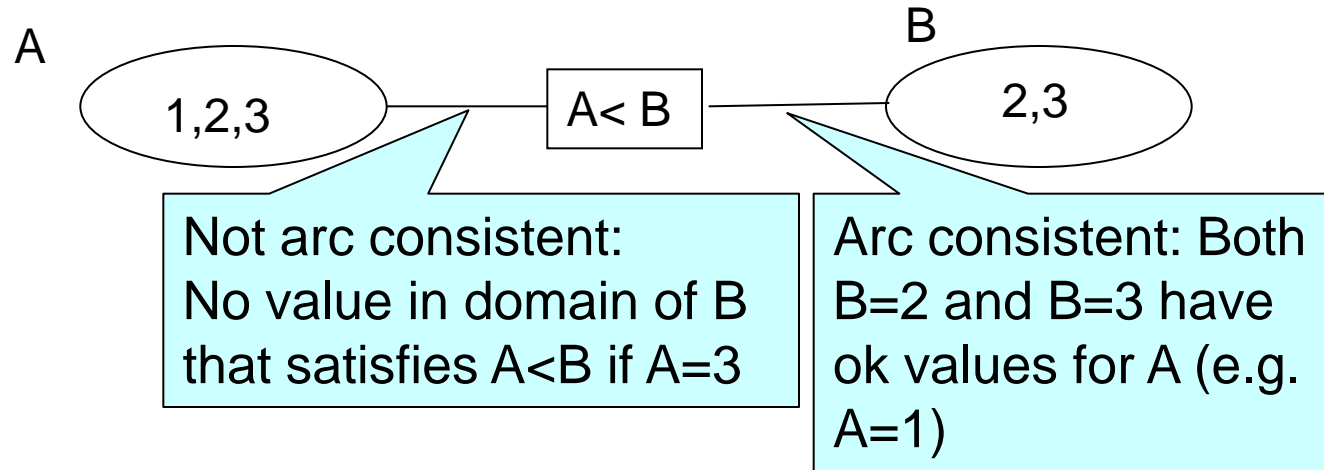 A
B
1,2,3
A< B
2,3
Not arc consistent:
No value in domain of B
that satisfies A<B if A=3
Arc consistent: Both
B=2 and B=3 have
ok values for A (e.g.
A=1)